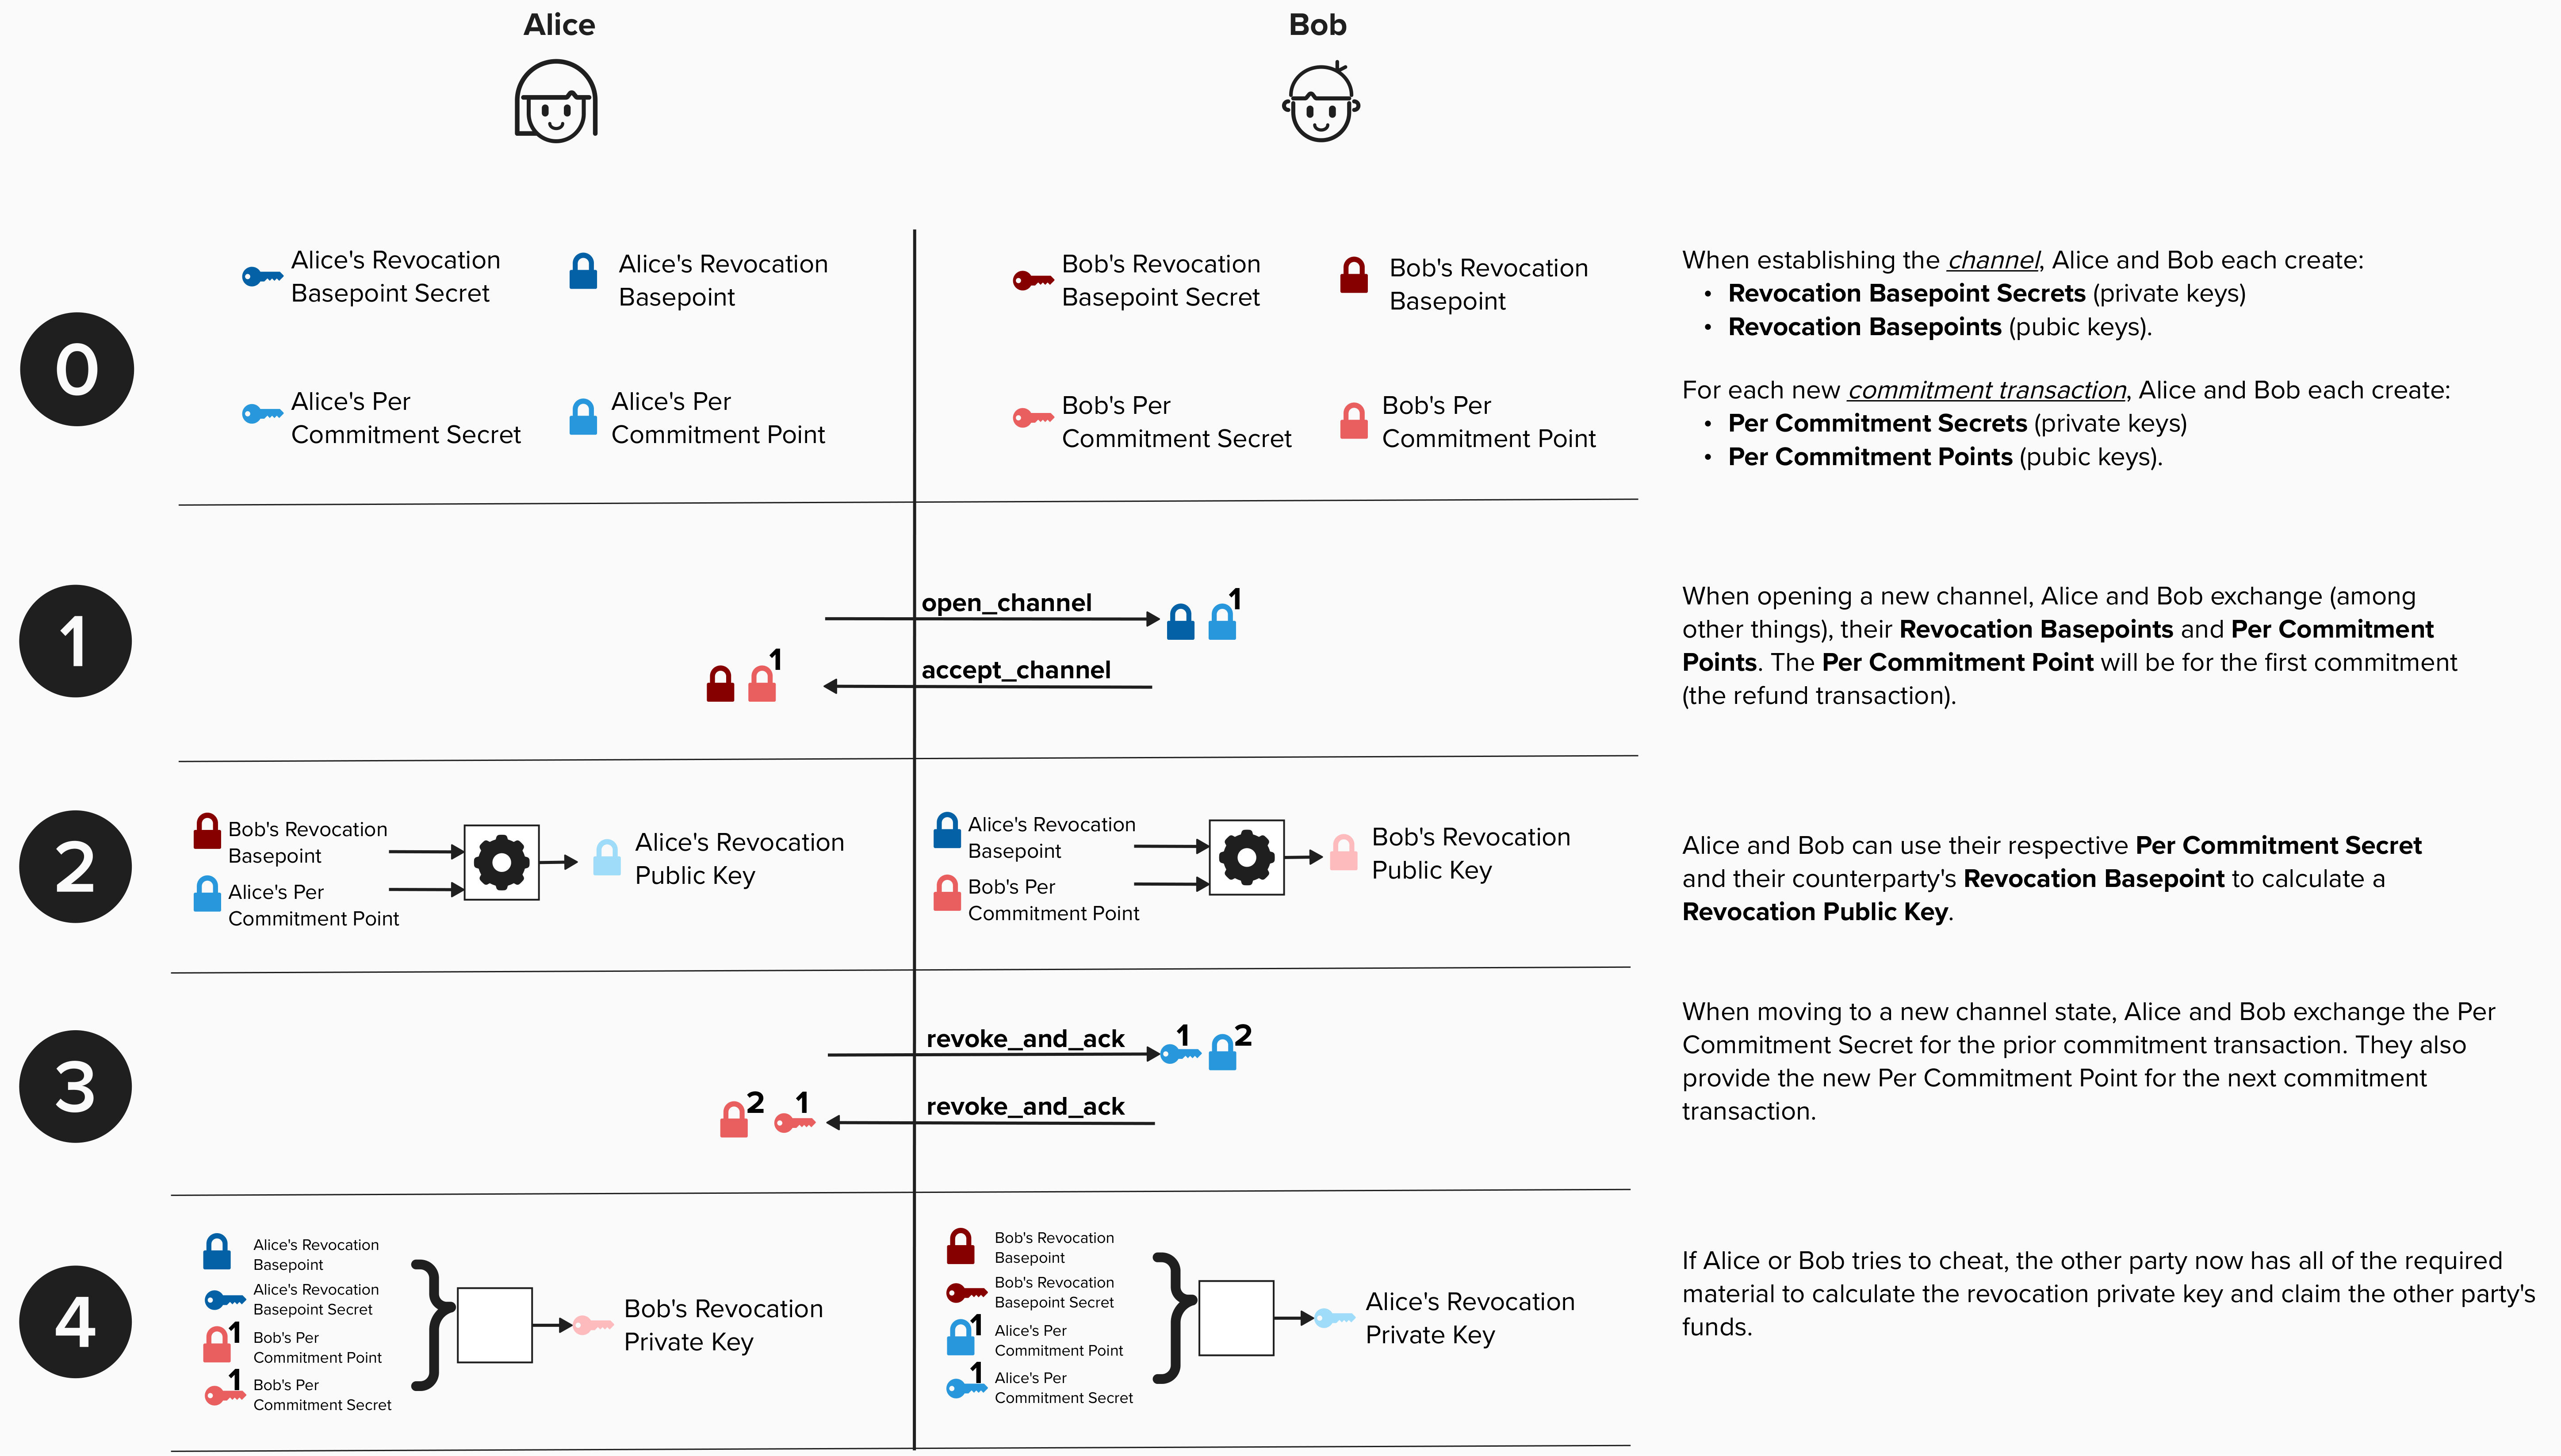 Alice
Bob
0
Alice's Revocation
Basepoint Secret
Alice's Revocation
Basepoint
Bob's Revocation
Basepoint Secret
Bob's Revocation
Basepoint
Alice's Per
Commitment Secret
Alice's Per
Commitment Point
Bob's Per
Commitment Secret
Bob's Per
Commitment Point
When establishing the channel, Alice and Bob each create:
• Revocation Basepoint Secrets (private keys)
• Revocation Basepoints (pubic keys).
For each new commitment transaction, Alice and Bob each create:
• Per Commitment Secrets (private keys)
• Per Commitment Points (pubic keys).
1
open_channel
1
1
accept_channel
When opening a new channel, Alice and Bob exchange (among
other things), their Revocation Basepoints and Per Commitment
Points. The Per Commitment Point will be for the first commitment
(the refund transaction).
2
Bob's Revocation
Basepoint
Alice's Per
Commitment Point
Alice's Revocation
Public Key
Alice's Revocation
Basepoint
Bob's Per
Commitment Point
Bob's Revocation
Public Key
Alice and Bob can use their respective Per Commitment Secret
and their counterparty's Revocation Basepoint to calculate a
Revocation Public Key.
3
revoke_and_ack
1 2
2 1
revoke_and_ack
When moving to a new channel state, Alice and Bob exchange the Per
Commitment Secret for the prior commitment transaction. They also
provide the new Per Commitment Point for the next commitment
transaction.
4
Alice's Revocation
Basepoint
Alice's Revocation
Basepoint Secret
1
Bob's Per
Commitment Point
1
Bob's Per
Commitment Secret
Bob's Revocation
Private Key
Bob's Revocation
Basepoint
Bob's Revocation
Basepoint Secret
1
Alice's Per
Commitment Point
1
Alice's Per
Commitment Secret
Alice's Revocation
Private Key
If Alice or Bob tries to cheat, the other party now has all of the required
material to calculate the revocation private key and claim the other party's
funds.